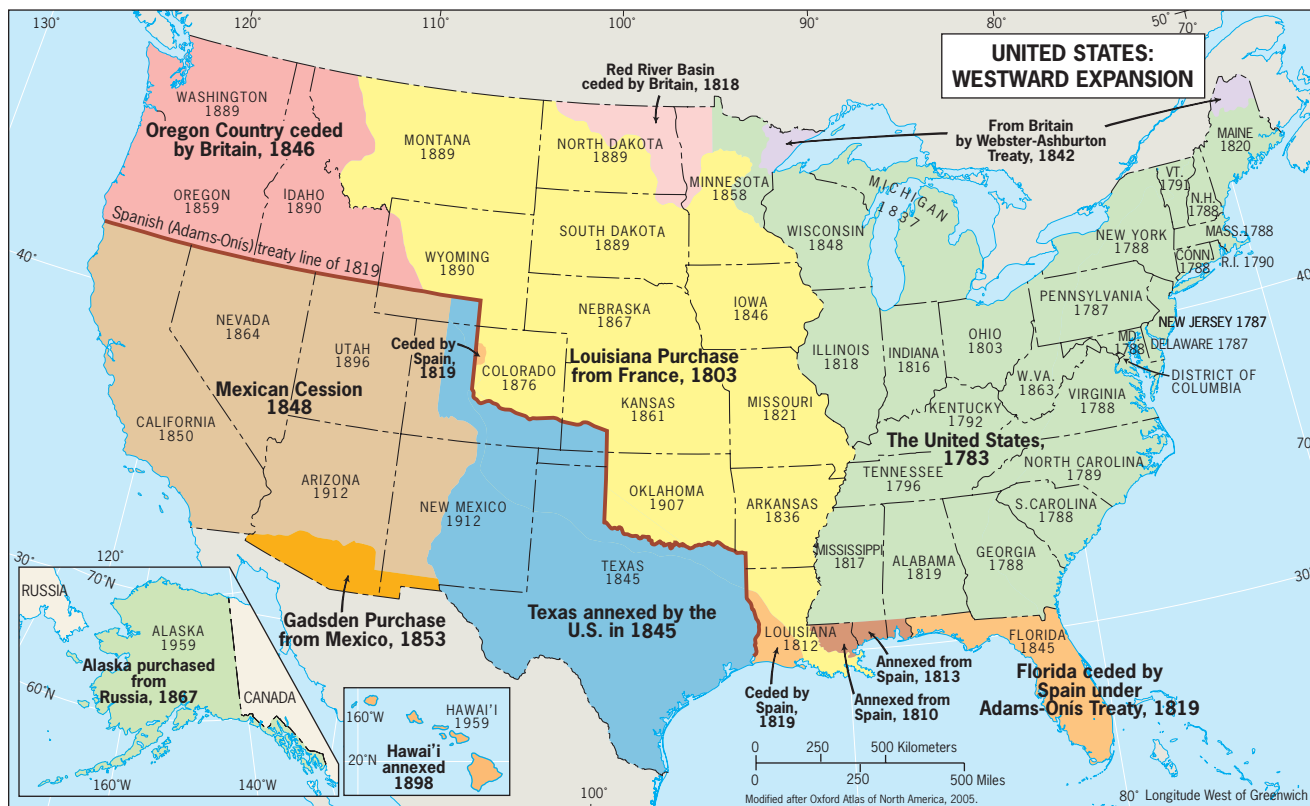 130°
120°
110°
100°
90°
80°
50°
70°
UNITED STATES:
WESTWARD EXPANSION
Red River Basin
ceded by Britain, 1818
From Britain
by Webster-Ashburton
Treaty, 1842
WASHINGTON
1889
Oregon Country ceded
by Britain, 1846
OREGON
1859
IDAHO
1890
MONTANA
1889
NORTH DAKOTA
1889
MINNESOTA
1858
MICHIGAN
1837
MAINE
1820
VT.
1791
N.H.
1788
MASS.1788
NEW YORK
1788
CONN.
1788
R.I. 1790
Spanish (Adams-Onís) treaty line of 1819
WYOMING
1890
SOUTH DAKOTA
1889
WISCONSIN
1848
40°
40°
NEVADA
1864
UTAH
1896
Ceded by
Spain,
1819
COLORADO
1876
NEBRASKA
1867
IOWA
1846
Louisiana Purchase
from France, 1803
ILLINOIS
1818
INDIANA
1816
OHIO
1803
PENNSYLVANIA
1787
NEW JERSEY 1787
MD.
1788
DELAWARE 1787
DISTRICT OF
COLUMBIA
W.VA.
1863
VIRGINIA
1788
Mexican Cession
1848
CALIFORNIA
1850
KANSAS
1861
MISSOURI
1821
KENTUCKY
1792
The United States,
1783
70°
ARIZONA
1912
NEW MEXICO
1912
OKLAHOMA
1907
ARKANSAS
1836
TENNESSEE
1796
NORTH CAROLINA
1789
S.CAROLINA
1788
MISSISSIPPI
1817
ALABAMA
1819
GEORGIA
1788
30°
30°
120°
TEXAS
1845
Texas annexed by the
U.S. in 1845
Gadsden Purchase
from Mexico, 1853
LOUISIANA
1812
FLORIDA
1845
Annexed from
Spain, 1813
Annexed from
Spain, 1810
Ceded by
Spain,
1819
Florida ceded by
Spain under
Adams-Onís Treaty, 1819
RUSSIA
70°N
ALASKA
1959
Alaska purchased
from
Russia, 1867
CANADA
60°N
160°W
140°W
160°W
HAWAI'I
1959
20°N
Hawai'i
annexed
1898
100°
0 250 500 Kilometers
0 250 500 Miles
Modified after Oxford Atlas of North America, 2005.
80° Longitude West of Greenwich